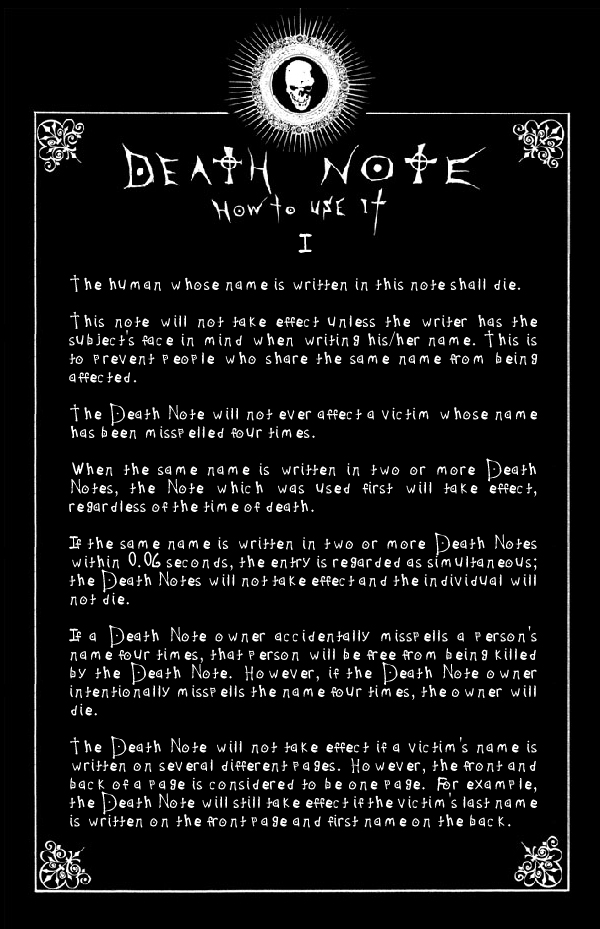 DEATH NOTE
HOW to USE IT
I
The human whose name is written in this note shall die.
This note will not take effect unless the writer has the
subject's face in mind when writing his/her name. This is
to prevent people who share the same name from being
affected.
The Death Note will not ever affect a victim whose name
has been misspelled four times.
When the same name is written in two or more Death
Notes, the Note which was used first will take effect,
regardless of the time of death.
If the same name is written in two or more Death Notes
within 0.06 seconds, the entry is regarded as simultaneous;
the Death Notes will not take effect and the individual will
not die.
If a Death Note owner accidentally misspells a person's
name four times, that person will be free from being killed
by the Death Note. However, if the Death Note owner
intentionally misspells the name four times, the owner will
die.
The Death Note will not take effect if a victim's name is
written on several different pages. However, the front and
back of a page is considered to be one page. For example,
the Death Note will still take effect if the victim's last name
is written on the front page and first name on the back.